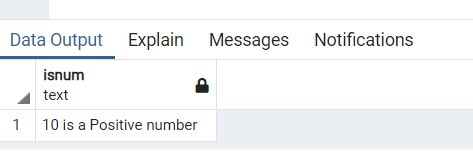 Data Output Explain Messages Notifications
isnum
text
1 10 is a Positive number